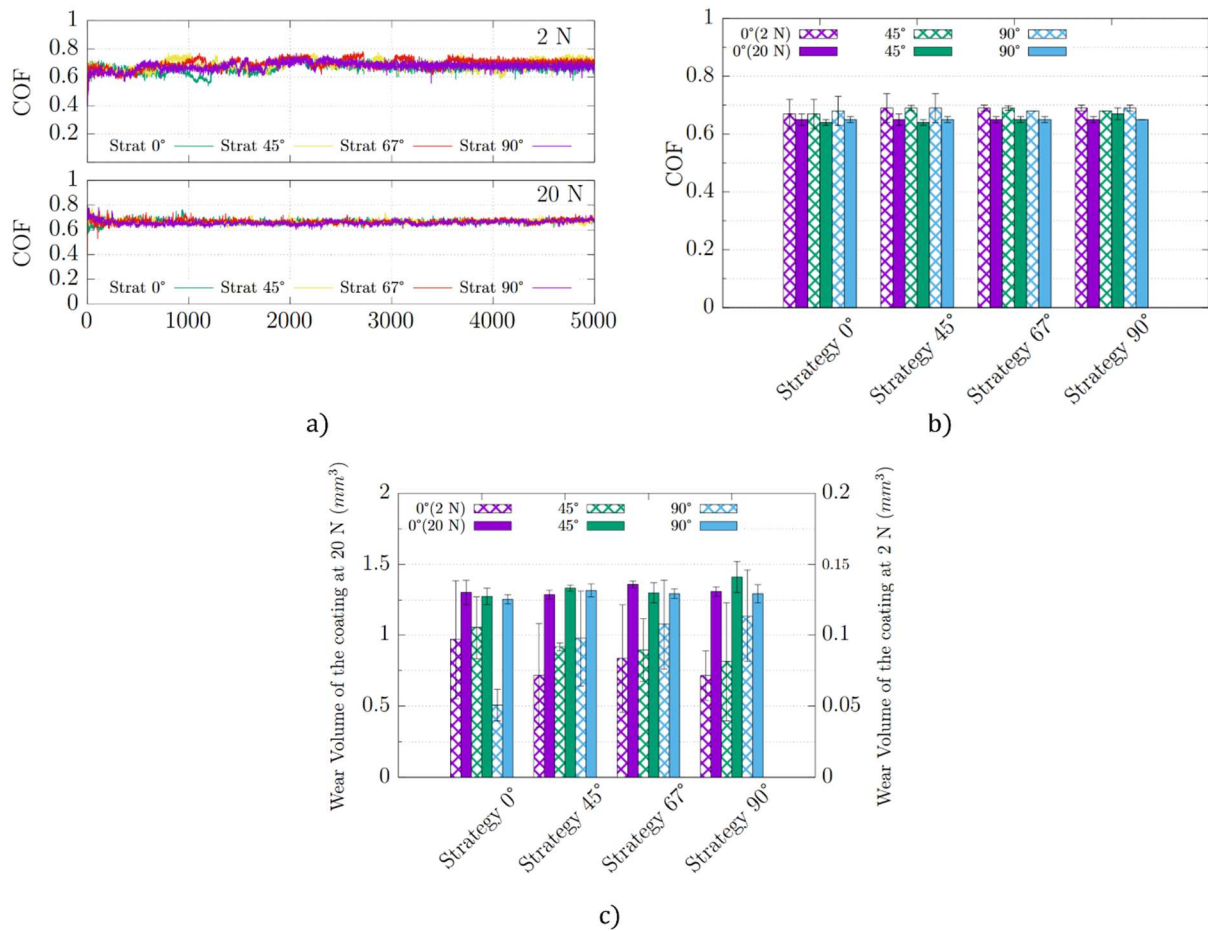 1
0.8
0.6
0.4
0.2
0
COF
2 N
Strat 0° Strat 45° Strat 67° Strat 90°
1
0.8
0.6
0.4
0.2
0
COF
20 N
Strat 0° Strat 45° Strat 67° Strat 90°
0 1000 2000 3000 4000 5000
a)
1
0.8
0.6
0.4
0.2
0
COF
0°(2 N) 45° 90°
0°(20 N) 45° 90°
Strategy 0° Strategy 45° Strategy 67° Strategy 90°
b)
Wear Volume of the coating at 20 N (mm³)
2
1.5
1
0.5
0
0°(2 N) 45° 90°
0°(20 N) 45° 90°
0.2
0.15
0.1
0.05
0
Wear Volume of the coating at 2 N (mm³)
Strategy 0° Strategy 45° Strategy 67° Strategy 90°
c)